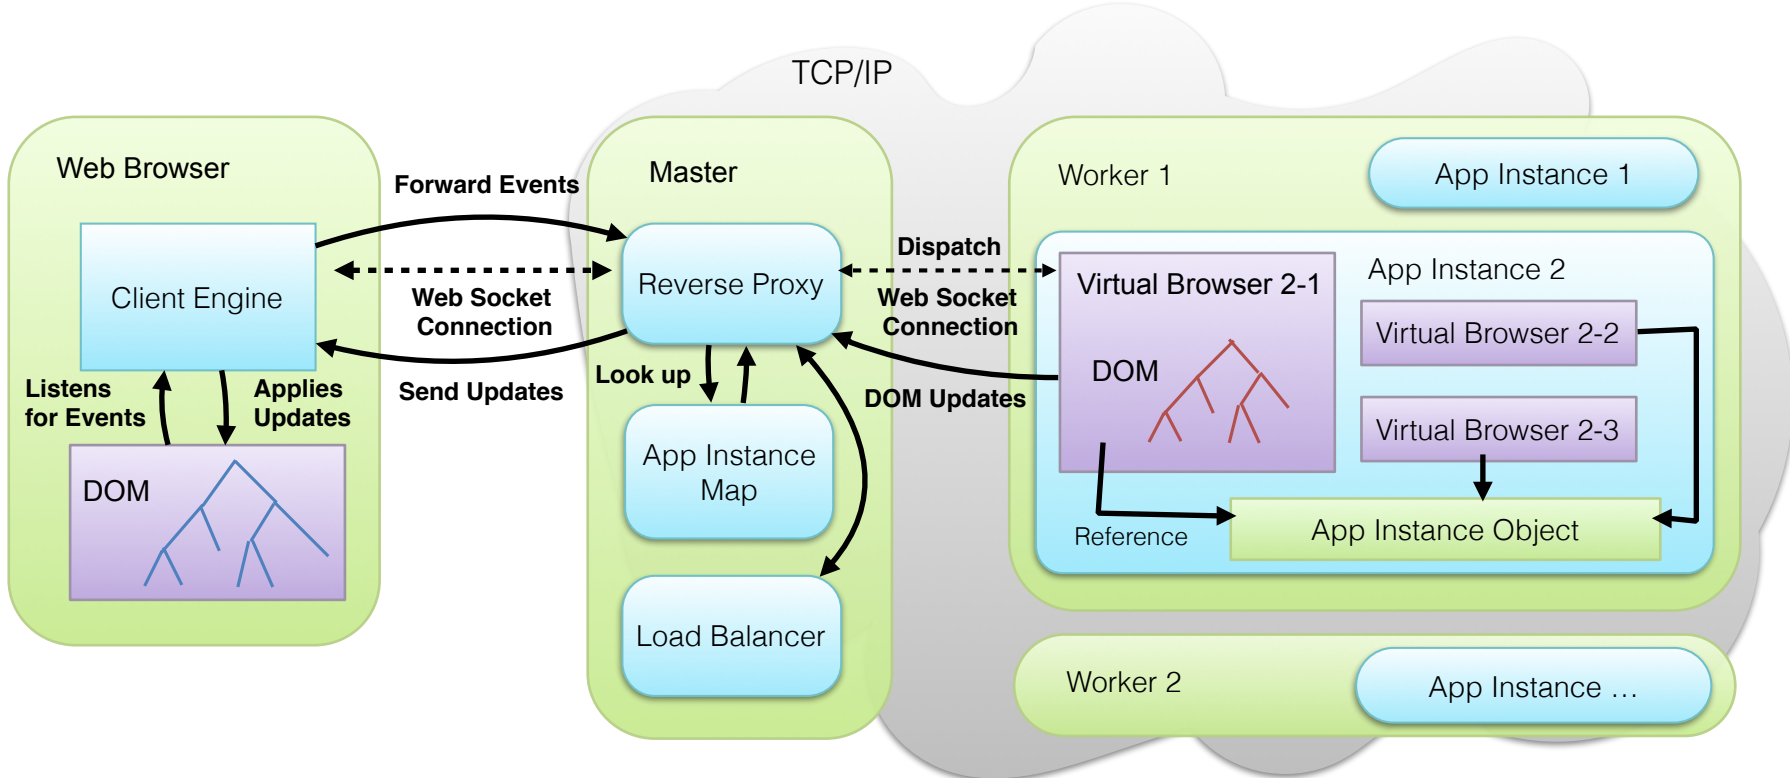 TCP/IP
Web Browser
Client Engine
Listens
for Events
Applies
Updates
DOM
Forward Events
Web Socket
Connection
Send Updates
Master
Reverse Proxy
Look up
App Instance
Map
Load Balancer
Dispatch
Web Socket
Connection
DOM Updates
Worker 1
App Instance 1
Virtual Browser 2-1
DOM
App Instance 2
Virtual Browser 2-2
Virtual Browser 2-3
Reference
App Instance Object
Worker 2
App Instance ...